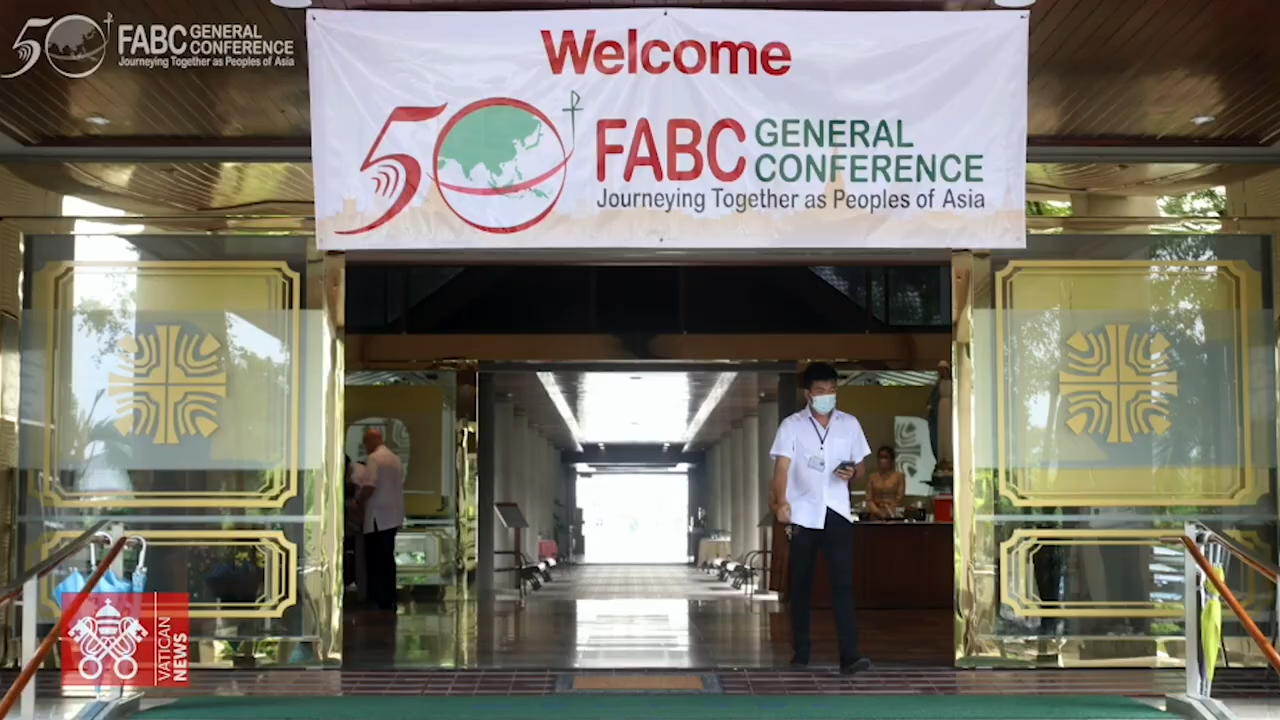 50 FABC GENERAL
CONFERENCE
Journeying Together as Peoples of Asia
Welcome
50 FABC GENERAL
CONFERENCE
Journeying Together as Peoples of Asia
VATICAN
NEWS